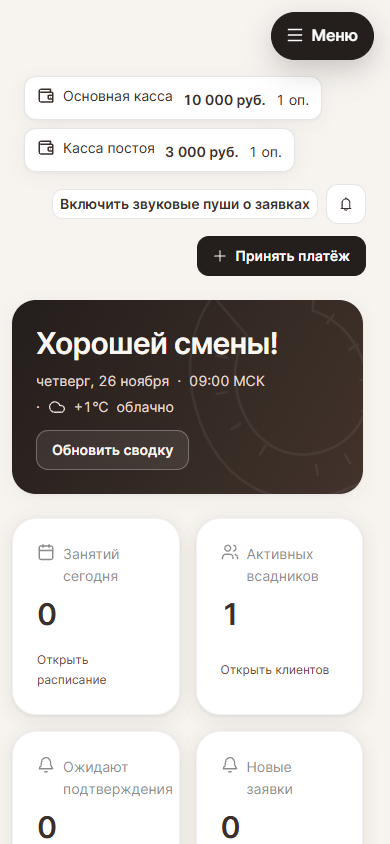 Меню
Основная касса 10 000 руб. 1 оп.
Касса постоя 3 000 руб. 1 оп.
Включить звуковые пуши о заявках
Принять платёж
Хорошей смены!
четверг, 26 ноября · 09:00 МСК
· +1°C облачно
Обновить сводку
Занятий
сегодня
0
Открыть
расписание
Активных
всадников
1
Открыть клиентов
Ожидают
подтверждения
0
Новые
заявки
0